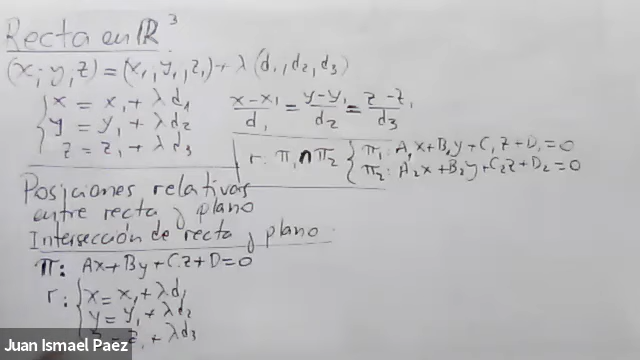 Recta en ℝ³
(x; y, z) = (x₁, y₁, z₁) + λ (d₁, d₂, d₃)
{ x = x₁ + λ d₁
y = y₁ + λ d₂
z = z₁ + λ d₃
x - x₁ / d₁ = y - y₁ / d₂ = z - z₁ / d₃
r: π₁ ∩ π₂ { π₁: A₁x + B₁y + C₁z + D₁ = 0
π₂: A₂x + B₂y + C₂z + D₂ = 0
Posiciones relativas
entre recta y plano
Intersección de recta y plano.
π: Ax + By + C.z + D = 0
r: { x = x₁ + λ d₁
y = y₁ + λ d₂
z = z₁ + λ d₃
Juan Ismael Paez